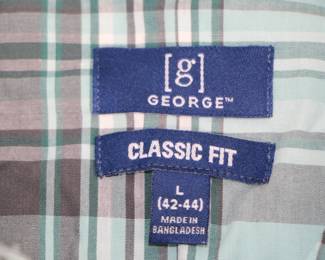 [g]
GEORGE™
CLASSIC FIT
L
(42-44)
MADE IN
BANGLADESH